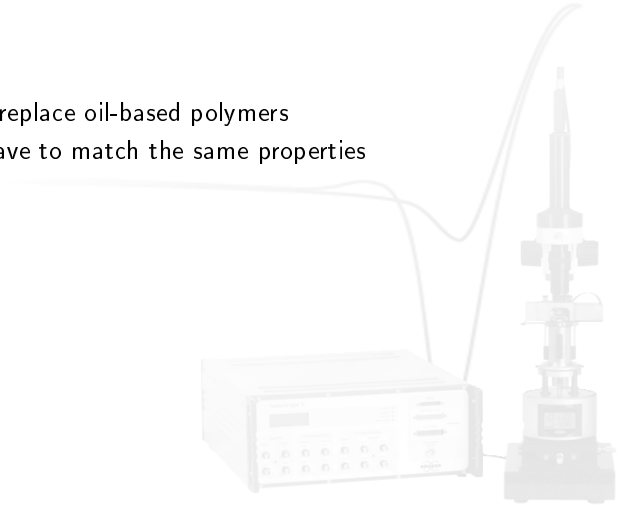 replace oil-based polymers
ave to match the same properties